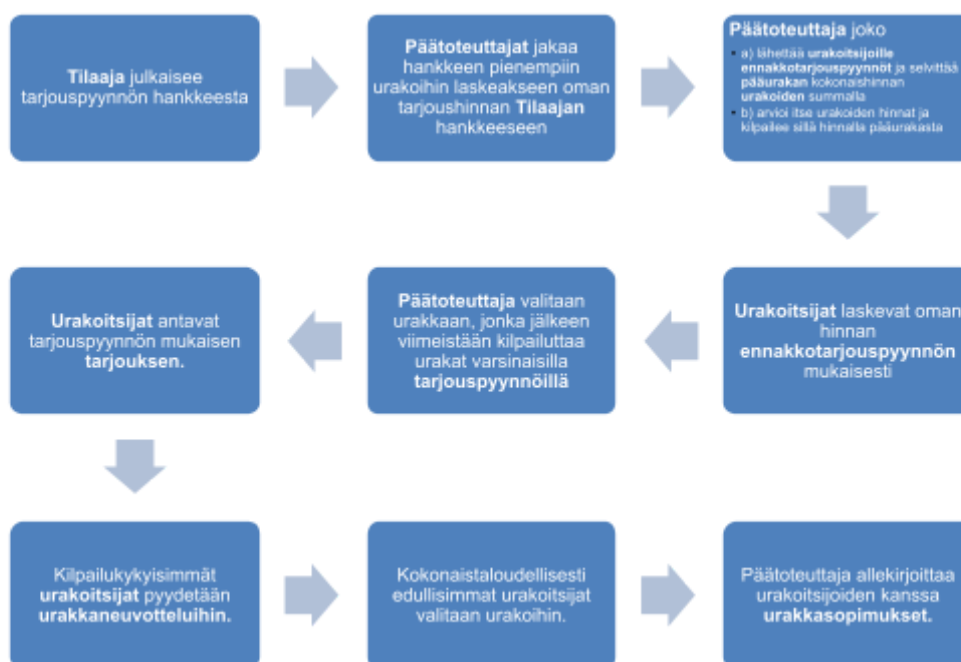 Tilaaja julkaisee
tarjouspyynnön hankkeesta
Päätoteuttajat jakaa
hankkeen pienempiin
urakoihin laskeakseen oman
tarjoushinnan Tilaajan
hankkeeseen
Päätoteuttaja joko
• a) lähettää urakoitsijoille
ennakkotarjouspyynnöt ja selvittää
pääurakan kokonaishinnan
urakoiden summalla
• b) arvioi itse urakoiden hinnat ja
kilpailee sillä hinnalla pääurakasta
Urakoitsijat laskevat oman
hinnan
ennakkotarjouspyynnön
mukaisesti
Päätoteuttaja valitaan
urakkaan, jonka jälkeen
viimeistään kilpailuttaa
urakat varsinaisilla
tarjouspyynnöillä
Urakoitsijat antavat
tarjouspyynnön mukaisen
tarjouksen.
Kilpailukykyisimmät
urakoitsijat pyydetään
urakkaneuvotteluihin.
Kokonaistaloudellisesti
edullisimmat urakoitsijat
valitaan urakoihin.
Päätoteuttaja allekirjoittaa
urakoitsijoiden kanssa
urakkasopimukset.